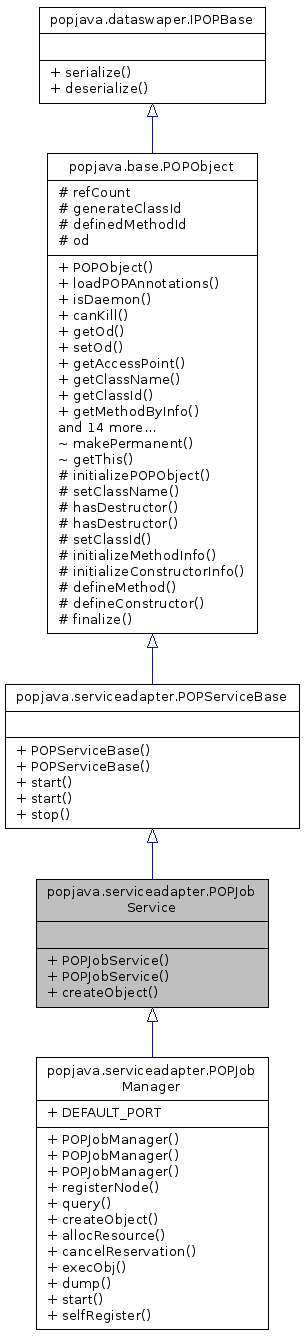 popjava.dataswaper.IPOPBase
+ serialize()
+ deserialize()
popjava.base.POPObject
# refCount
# generateClassId
# definedMethodId
# od
+ POPObject()
+ loadPOPAnnotations()
+ isDaemon()
+ canKill()
+ getOd()
+ setOd()
+ getAccessPoint()
+ getClassName()
+ getClassId()
+ getMethodByInfo()
and 14 more...
~ makePermanent()
~ getThis()
# initializePOPObject()
# setClassName()
# hasDestructor()
# hasDestructor()
# setClassId()
# initializeMethodInfo()
# initializeConstructorInfo()
# defineMethod()
# defineConstructor()
# finalize()
popjava.serviceadapter.POPServiceBase
+ POPServiceBase()
+ POPServiceBase()
+ start()
+ start()
+ stop()
popjava.serviceadapter.POPJob
Service
+ POPJobService()
+ POPJobService()
+ createObject()
popjava.serviceadapter.POPJob
Manager
+ DEFAULT_PORT
+ POPJobManager()
+ POPJobManager()
+ POPJobManager()
+ registerNode()
+ query()
+ createObject()
+ allocResource()
+ cancelReservation()
+ execObj()
+ dump()
+ start()
+ selfRegister()